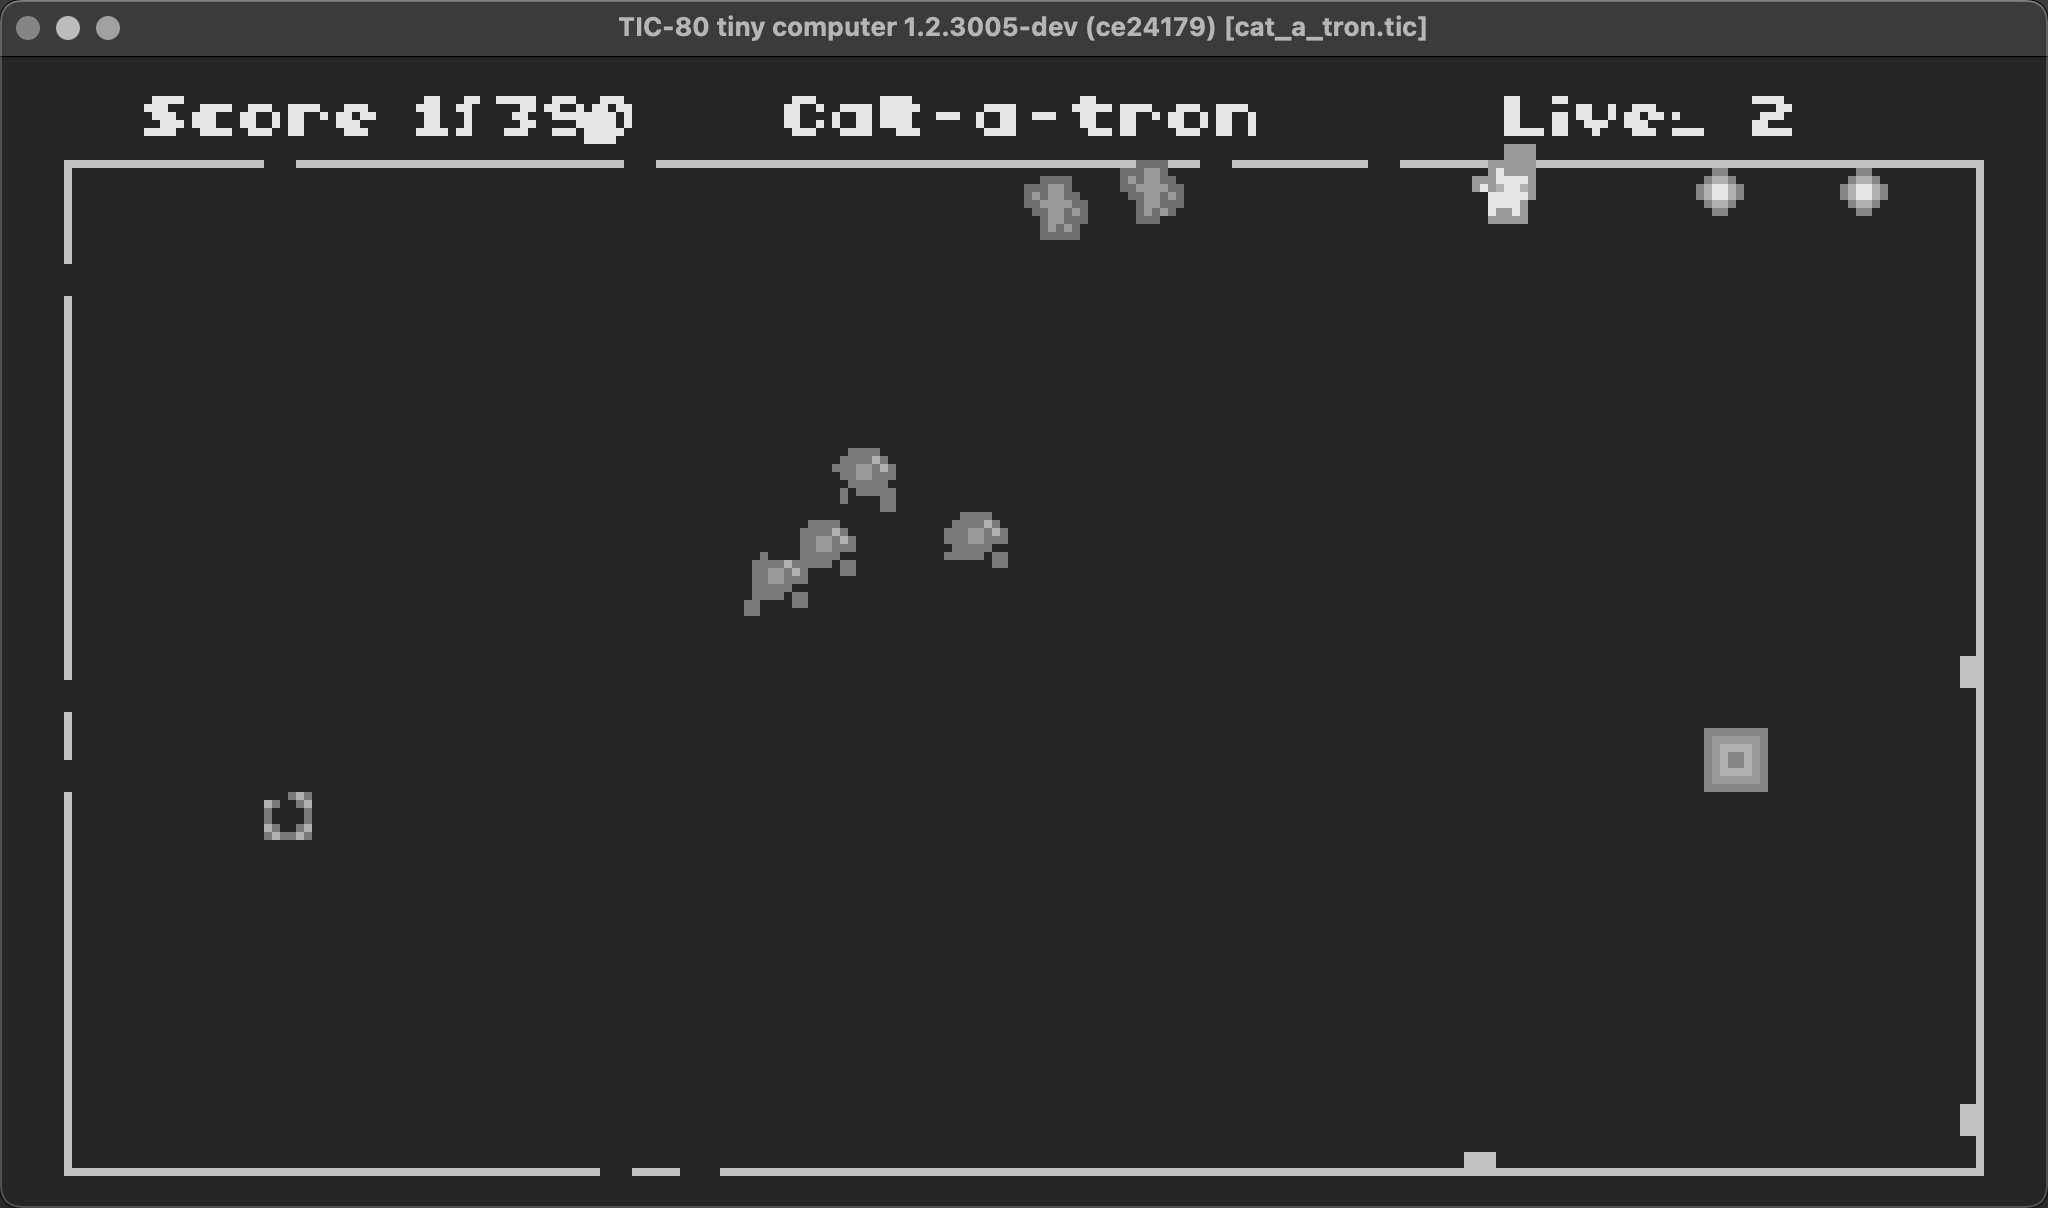 TIC-80 tiny computer 1.2.3005-dev (ce24179) [cat_a_tron.tic]
Score Cat-a-tron Lives 2